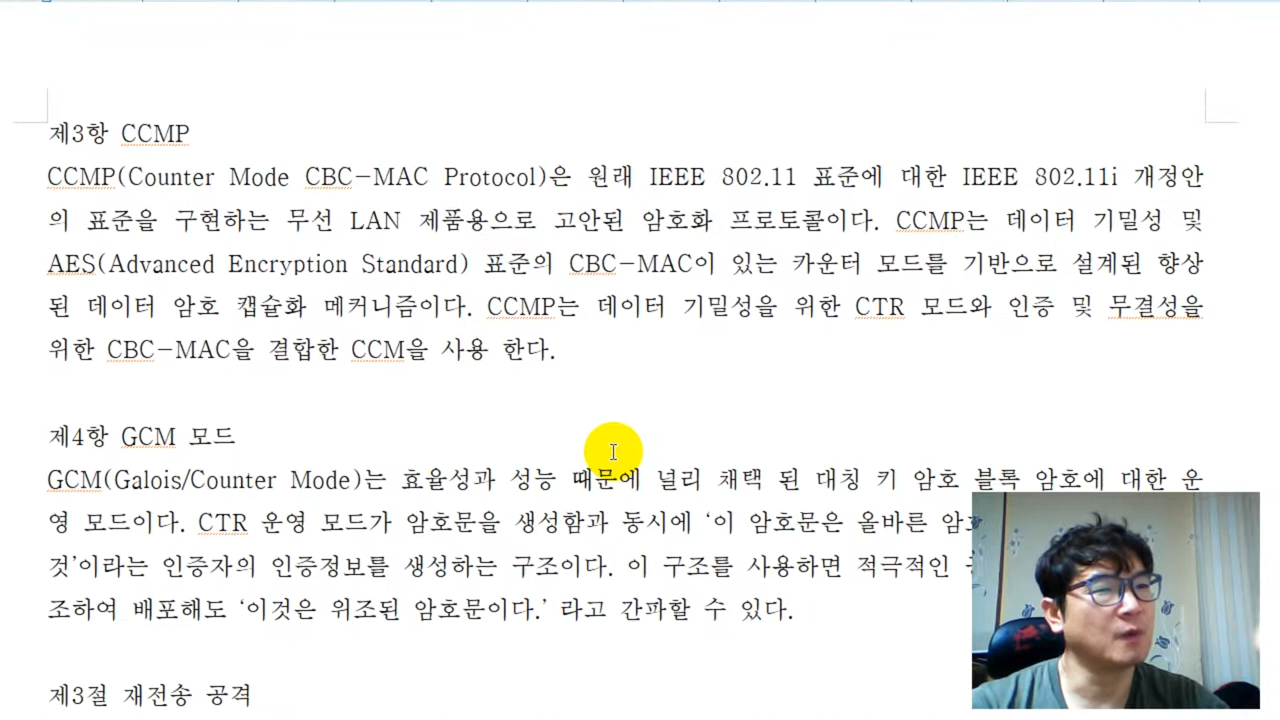 제3항 CCMP
CCMP(Counter Mode CBC-MAC Protocol)은 원래 IEEE 802.11 표준에 대한 IEEE 802.11i 개정안
의 표준을 구현하는 무선 LAN 제품용으로 고안된 암호화 프로토콜이다. CCMP는 데이터 기밀성 및
AES(Advanced Encryption Standard) 표준의 CBC-MAC이 있는 카운터 모드를 기반으로 설계된 향상
된 데이터 암호 캡슐화 메커니즘이다. CCMP는 데이터 기밀성을 위한 CTR 모드와 인증 및 무결성을
위한 CBC-MAC을 결합한 CCM을 사용 한다.
제4항 GCM 모드
GCM(Galois/Counter Mode)는 효율성과 성능 때문에 널리 채택 된 대칭 키 암호 블록 암호에 대한 운
영 모드이다. CTR 운영 모드가 암호문을 생성함과 동시에 ‘이 암호문은 올바른
것’이라는 인증자의 인증정보를 생성하는 구조이다. 이 구조를 사용하면 적극적인
조하여 배포해도 ‘이것은 위조된 암호문이다.’ 라고 간파할 수 있다.
제3절 재전송 공격